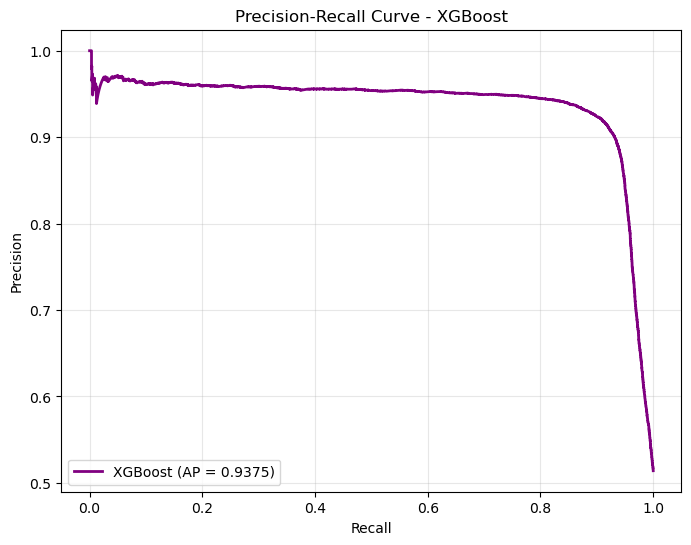 Precision-Recall Curve - XGBoost
Precision
1.0
0.9
0.8
0.7
0.6
0.5
XGBoost (AP = 0.9375)
0.0 0.2 0.4 0.6 0.8 1.0
Recall